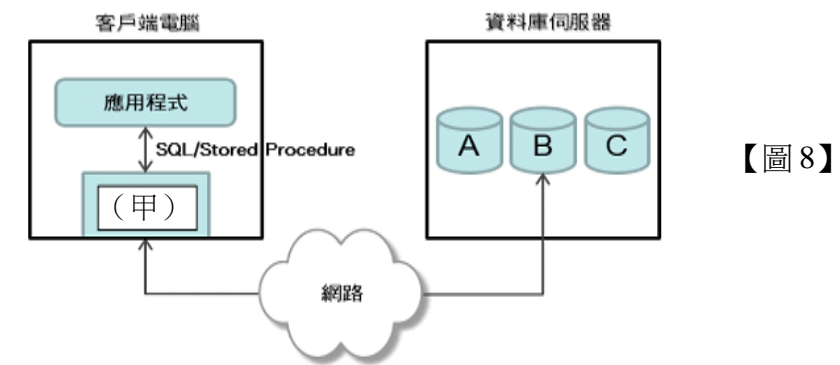 客戶端電腦
資料庫伺服器
應用程式
SQL/Stored Procedure
A
B
C
【圖 8】
（甲）
網路